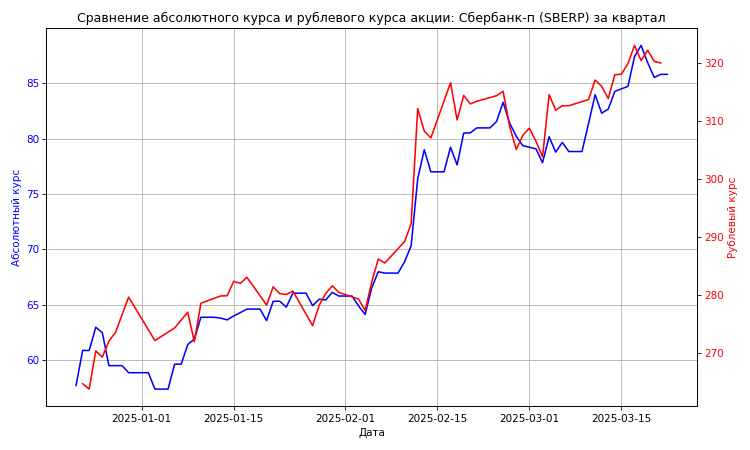 Сравнение абсолютного курса и рублевого курса акции: Сбербанк-п (SBERP) за квартал
Абсолютный курс
85
80
75
70
65
60
320
310
300
290
280
270
Рублевый курс
2025-01-01 2025-01-15 2025-02-01 2025-02-15 2025-03-01 2025-03-15
Дата